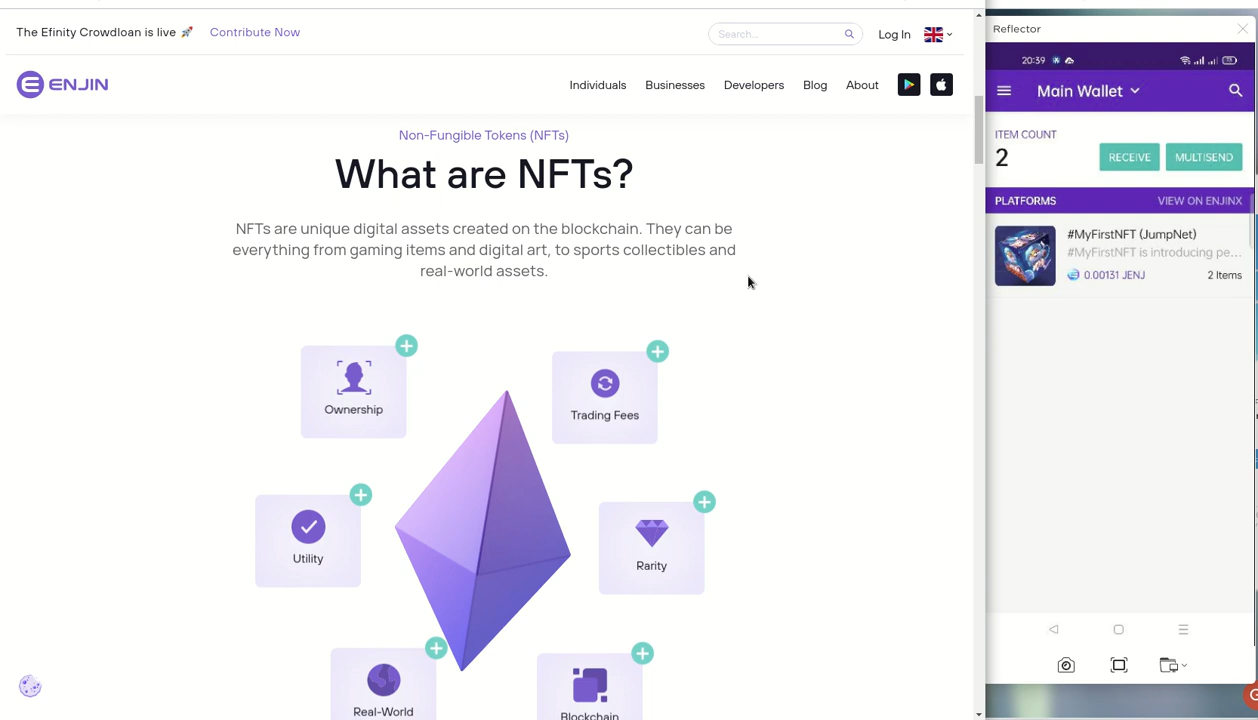 The Efinity Crowdloan is live 🚀 Contribute Now
Search...
Log In
ENJIN
Individuals Businesses Developers Blog About
Non-Fungible Tokens (NFTs)
What are NFTs?
NFTs are unique digital assets created on the blockchain. They can be
everything from gaming items and digital art, to sports collectibles and
real-world assets.
Ownership
Trading Fees
Utility
Rarity
Real-World
Blockchain
Reflector
20:39
Main Wallet
ITEM COUNT
2
RECEIVE MULTISEND
PLATFORMS VIEW ON ENJINX
#MyFirstNFT (JumpNet)
#MyFirstNFT is introducing pe...
0.00131 JENJ 2 Items